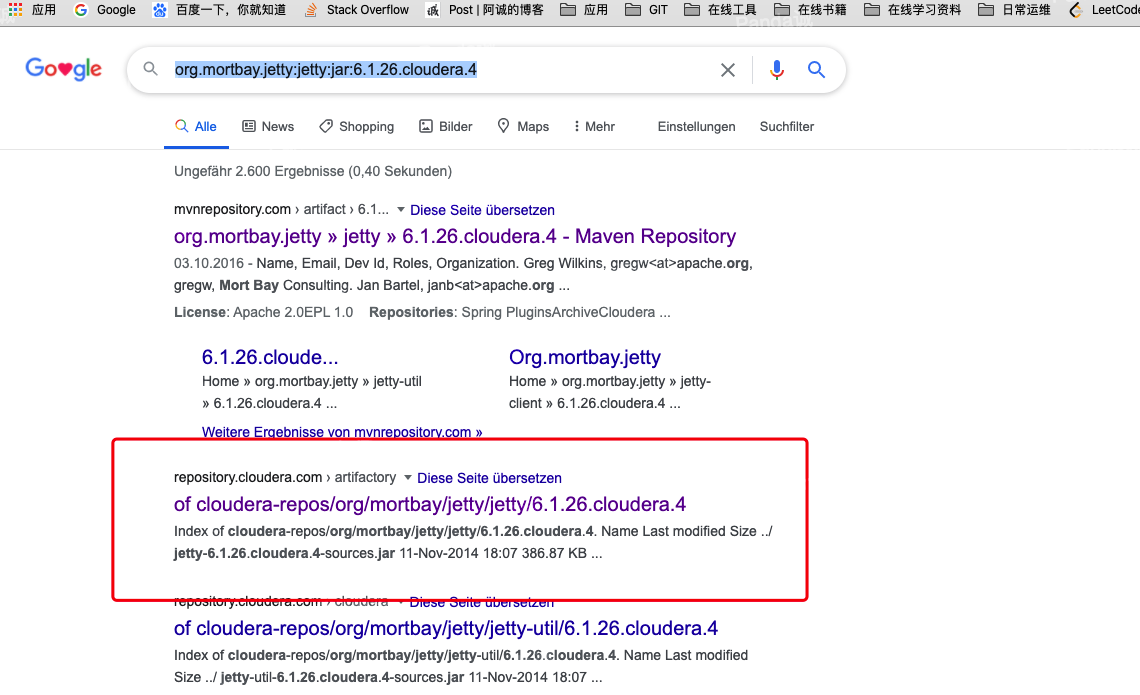 应用 Google 百度一下，你就知道 Stack Overflow Post | 阿诚的博客 应用 GIT 在线工具 在线书籍 在线学习资料 日常运维 LeetCode
Google org.mortbay.jetty:jetty:jar:6.1.26.cloudera.4
Alle News Shopping Bilder Maps Mehr Einstellungen Suchfilter
Ungefähr 2.600 Ergebnisse (0,40 Sekunden)
mvnrepository.com › artifact › 6.1... Diese Seite übersetzen
org.mortbay.jetty » jetty » 6.1.26.cloudera.4 - Maven Repository
03.10.2016 - Name, Email, Dev Id, Roles, Organization. Greg Wilkins, gregw<at>apache.org,
gregw, Mort Bay Consulting. Jan Bartel, janb<at>apache.org ...
License: Apache 2.0EPL 1.0 Repositories: Spring PluginsArchiveCloudera ...
6.1.26.cloude...
Home » org.mortbay.jetty » jetty-util
» 6.1.26.cloudera.4 ...
Org.mortbay.jetty
Home » org.mortbay.jetty » jetty-
client » 6.1.26.cloudera.4 ...
Weitere Ergebnisse von mvnrepository.com »
repository.cloudera.com › artifactory Diese Seite übersetzen
of cloudera-repos/org/mortbay/jetty/jetty/6.1.26.cloudera.4
Index of cloudera-repos/org/mortbay/jetty/jetty/6.1.26.cloudera.4. Name Last modified Size ../
jetty-6.1.26.cloudera.4-sources.jar 11-Nov-2014 18:07 386.87 KB ...
repository.cloudera.com › cloudera Diese Seite übersetzen
of cloudera-repos/org/mortbay/jetty/jetty-util/6.1.26.cloudera.4
Index of cloudera-repos/org/mortbay/jetty/jetty-util/6.1.26.cloudera.4. Name Last modified
Size ../ jetty-util-6.1.26.cloudera.4-sources.jar 11-Nov-2014 18:07 ...